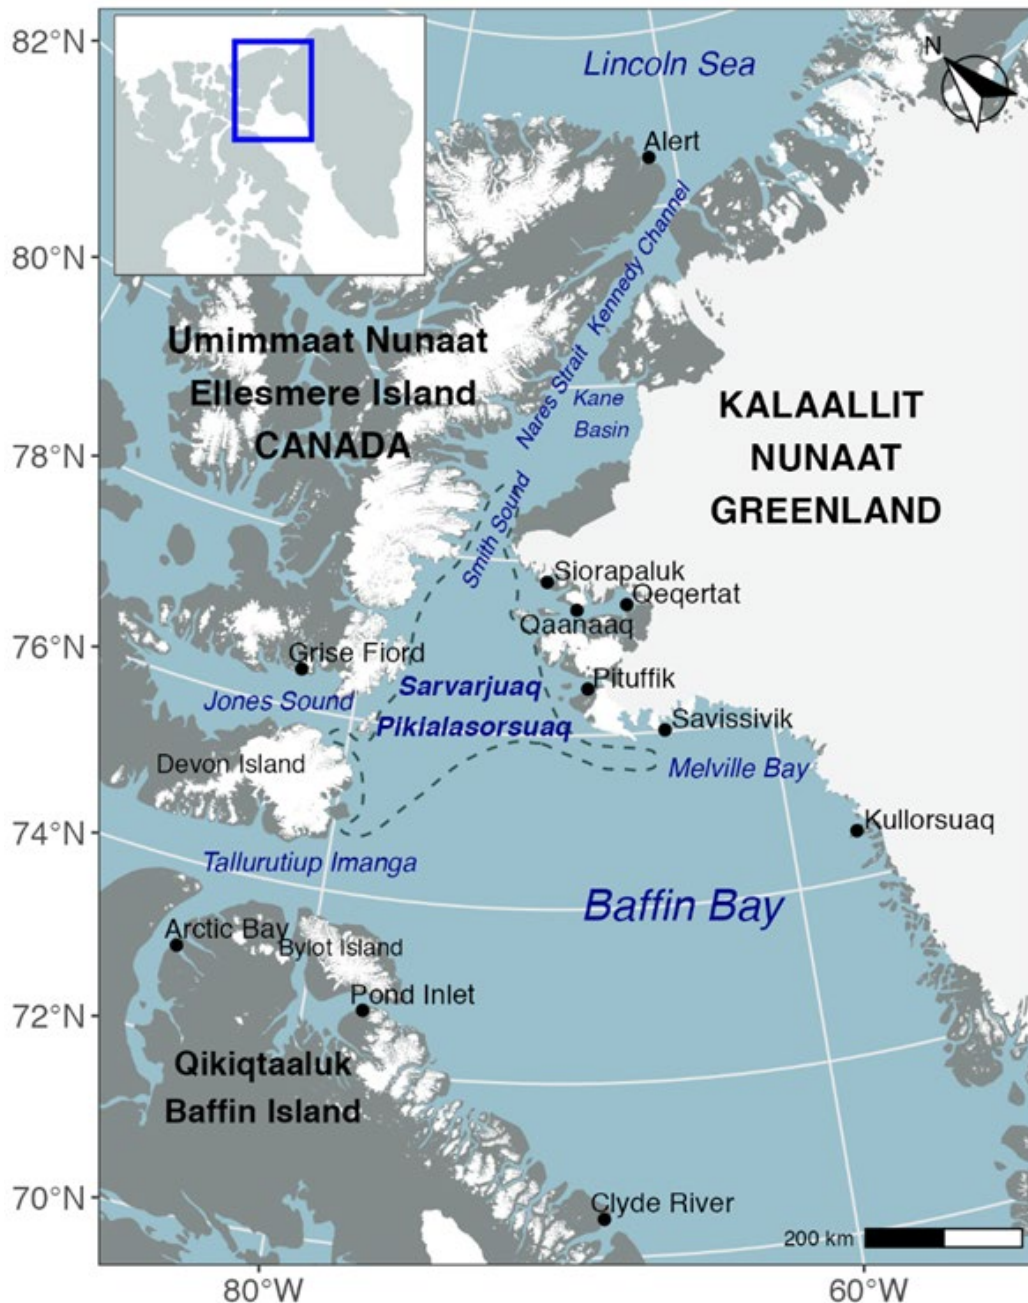 82°N
80°N
78°N
76°N
74°N
72°N
70°N
80°W
60°W
N
Lincoln Sea
Alert
Kennedy Channel
Nares Strait
Umimmaat Nunaat
Ellesmere Island
CANADA
Kane
Basin
KALAALLIT
NUNAAT
GREENLAND
Smith Sound
Siorapaluk
Qeqertat
Qaanaaq
Grise Fiord
Pituffik
Jones Sound
Sarvarjuaq
Pikialasorsuaq
Savissivik
Devon Island
Melville Bay
Kullorsuaq
Tallurutiup Imanga
Baffin Bay
Arctic Bay
Bylot Island
Pond Inlet
Qikiqtaaluk
Baffin Island
Clyde River
200 km